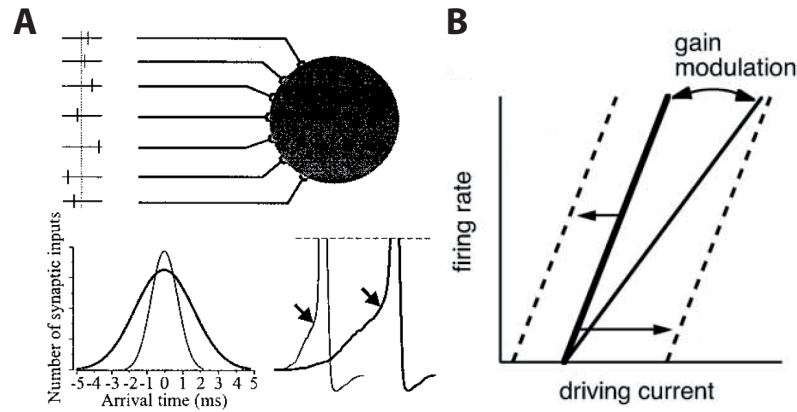 A
B
gain
modulation
firing rate
driving current
Number of synaptic inputs
-5 -4 -3 -2 -1 0 1 2 3 4 5
Arrival time (ms)